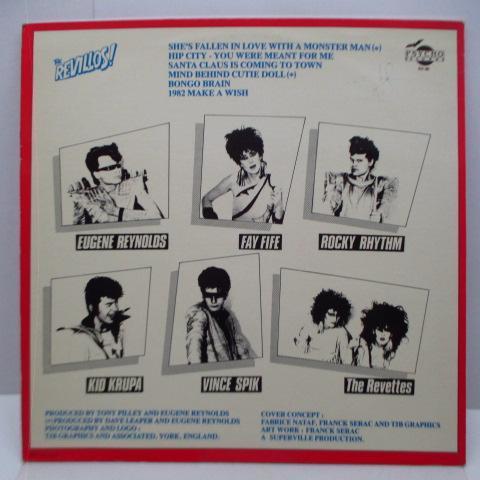 THE
REVILLOS!
SHE'S FALLEN IN LOVE WITH A MONSTER MAN(*)
HIP CITY - YOU WERE MEANT FOR ME
SANTA CLAUS IS COMING TO TOWN
MIND BEHIND CUTIE DOLL(*)
BONGO BRAIN
1982 MAKE A WISH
PSYCHO
RECORDS
EUGENE REYNOLDS
FAY FIFE
ROCKY RHYTHM
KID KRUPA
VINCE SPIK
The Revettes
PRODUCED BY TONY PILLEY AND EUGENE REYNOLDS
(*) PRODUCED BY DAVE LEAPER AND EUGENE REYNOLDS
PHOTOGRAPHY AND LOGO :
TJB GRAPHICS AND ASSOCIATED, YORK, ENGLAND.
COVER CONCEPT :
FABRICE NATAF, FRANCK SERAC AND TJB GRAPHICS
ART WORK : FRANCK SERAC
A SUPERVILLE PRODUCTION.